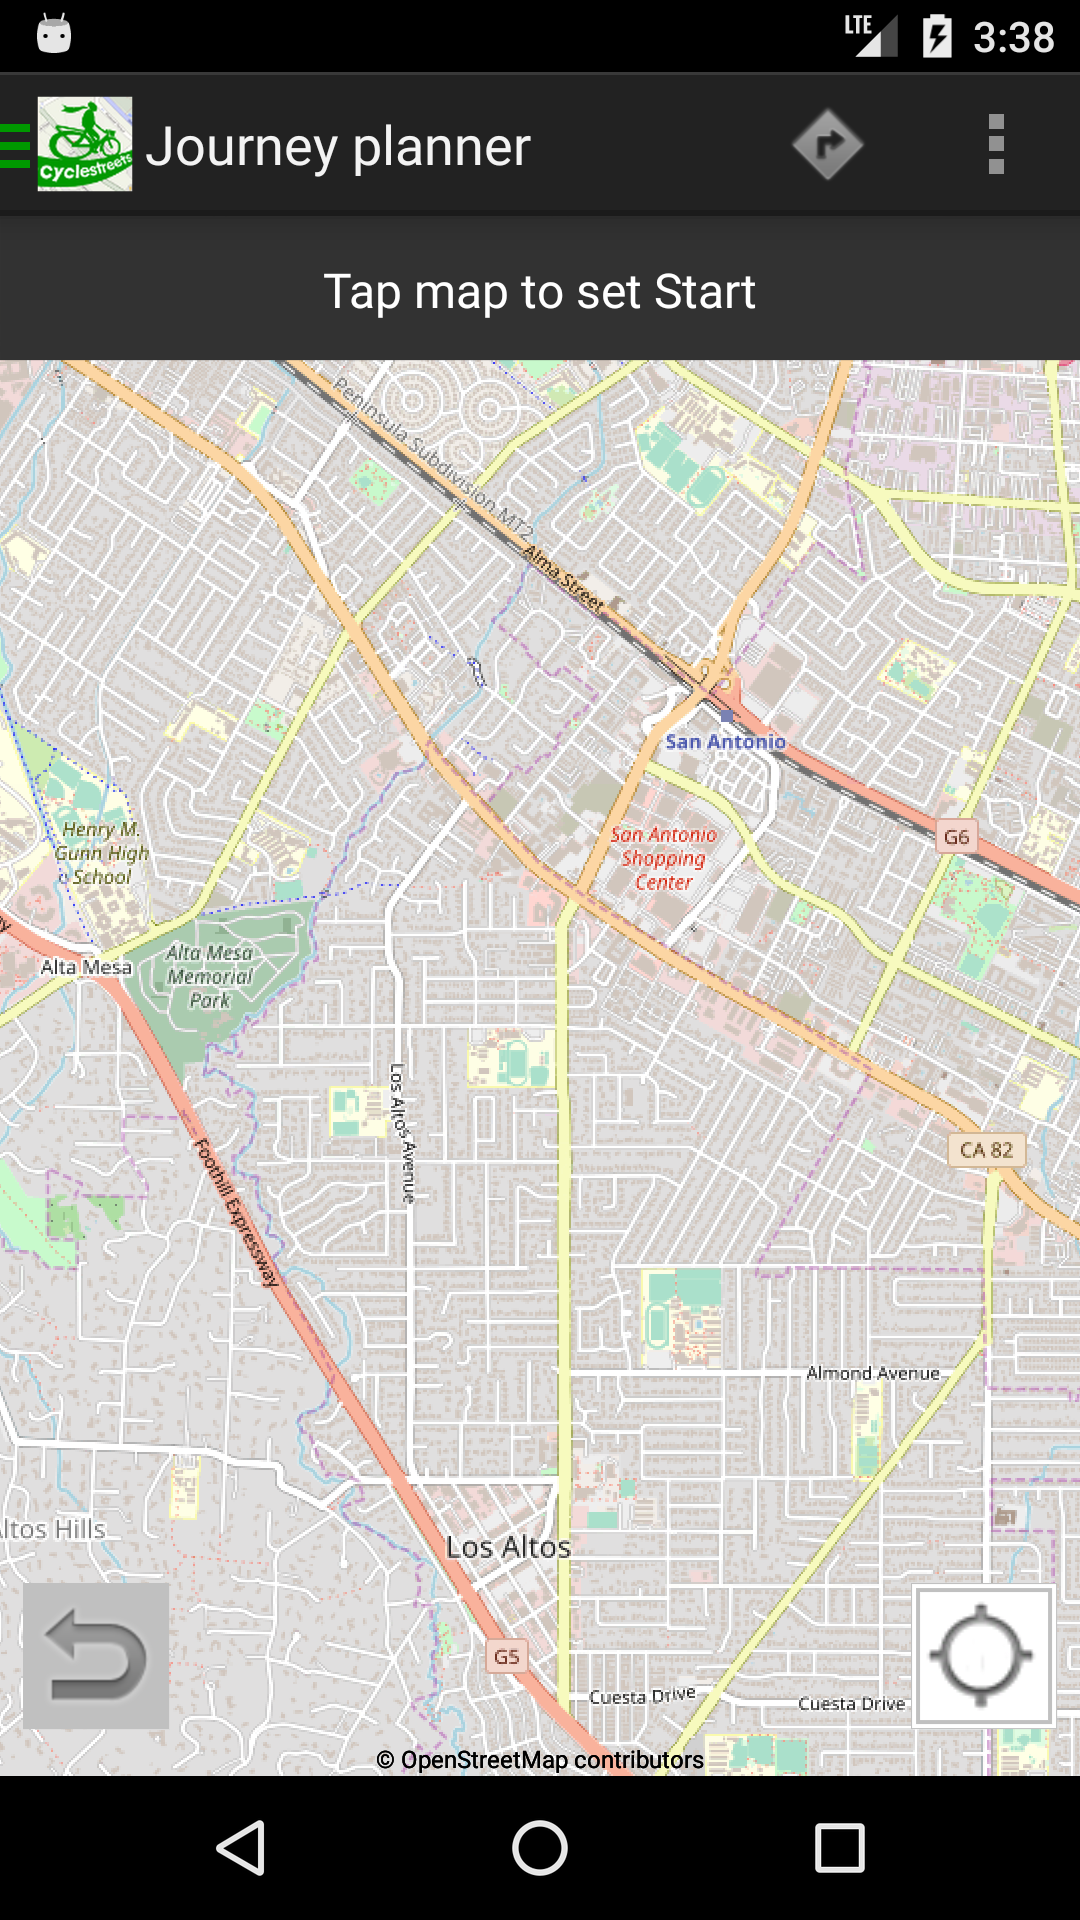 LTE
3:38
Cyclestreets
Journey planner
Tap map to set Start
Peninsula Subdivision MT2
Alma Street
San Antonio
G6
San Antonio
Shopping
Center
Henry M.
Gunn High
School
Alta Mesa
Alta Mesa
Memorial
Park
Los Altos Avenue
CA 82
Foothill Expressway
Almond Avenue
Altos Hills
Los Altos
G5
Cuesta Drive
Cuesta Drive
© OpenStreetMap contributors